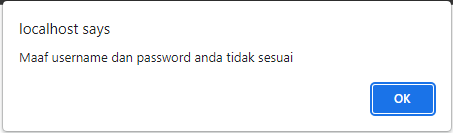 localhost says
Maaf username dan password anda tidak sesuai
OK